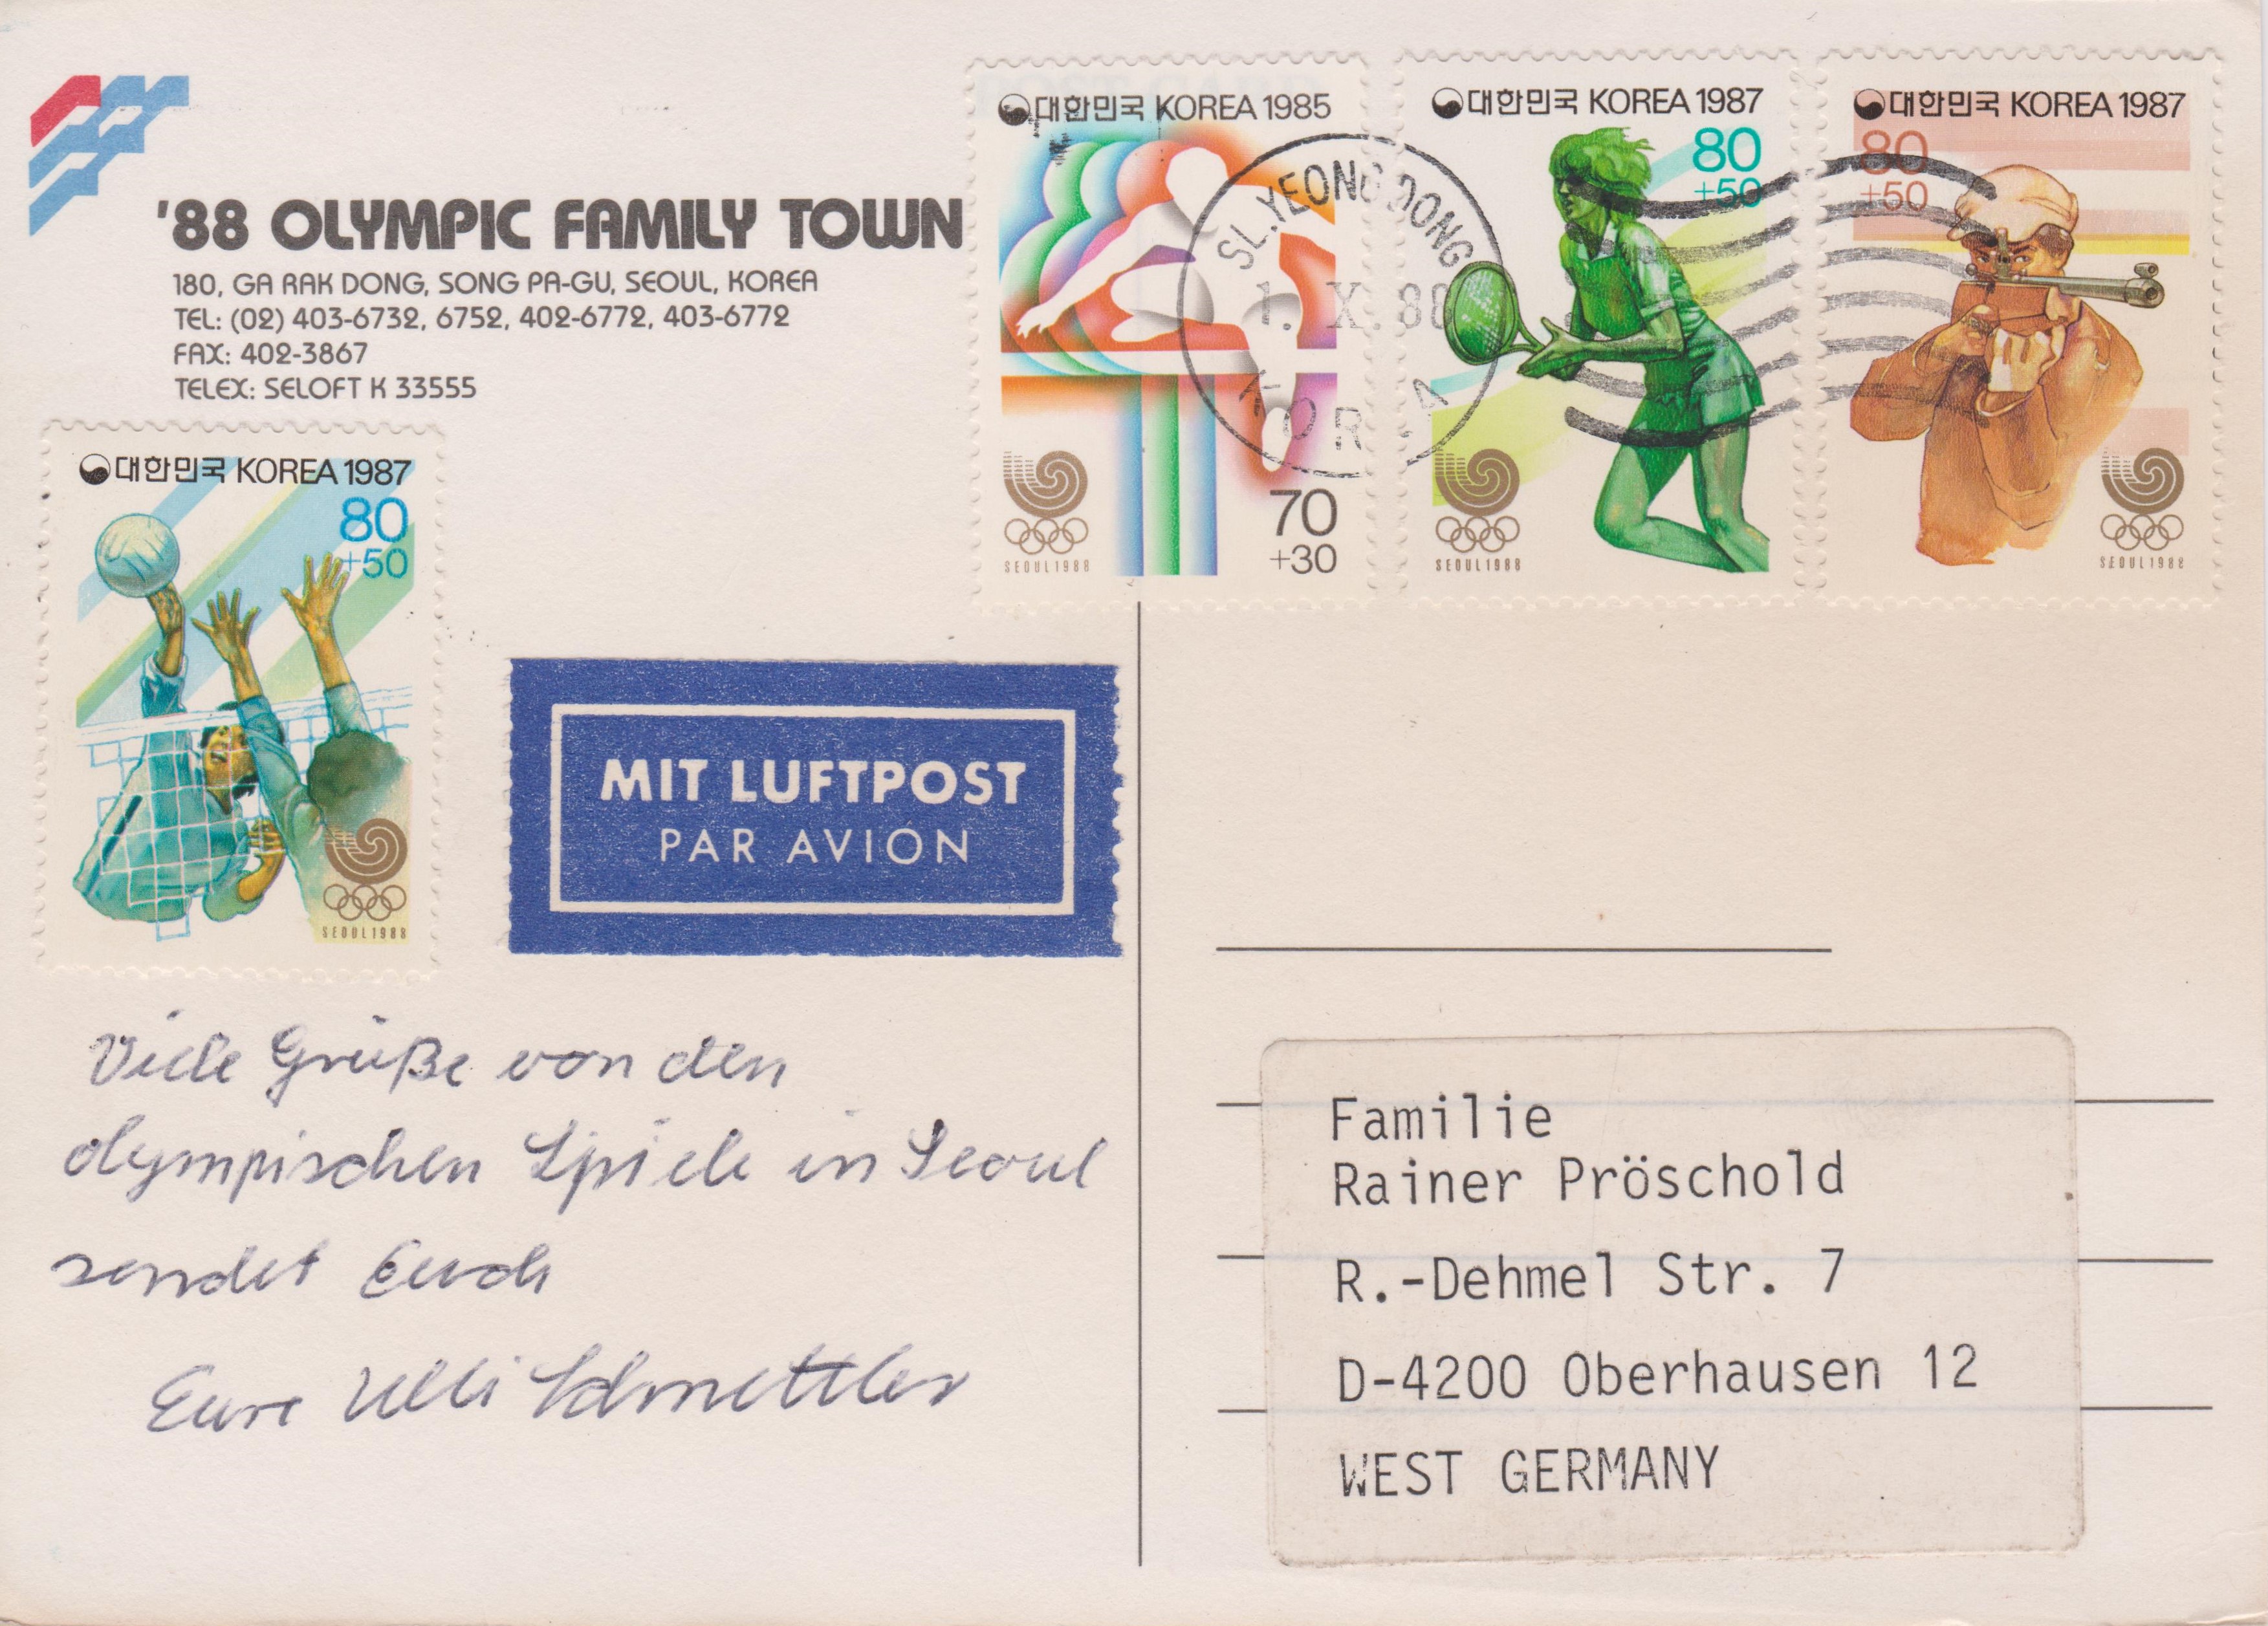 '88 OLYMPIC FAMILY TOWN
180, GA RAK DONG, SONG PA-GU, SEOUL, KOREA
TEL: (02) 403-6732, 6752, 402-6772, 403-6772
FAX: 402-3867
TELEX: SELOFT K 33555
대한민국 KOREA 1985
70
+30
SEOUL 1988
대한민국 KOREA 1987
80
+50
SEOUL 1988
대한민국 KOREA 1987
80
+50
SEOUL 1988
SL.YEONG DONG
1. X. 88
KOREA
대한민국 KOREA 1987
80
+50
SEOUL 1988
MIT LUFTPOST
PAR AVION
Viele Grüße von den
olympischen Spiele in Seoul
sendet Euch
Eure Ulli Schmettler
Familie
Rainer Pröschold
R.-Dehmel Str. 7
D-4200 Oberhausen 12
WEST GERMANY